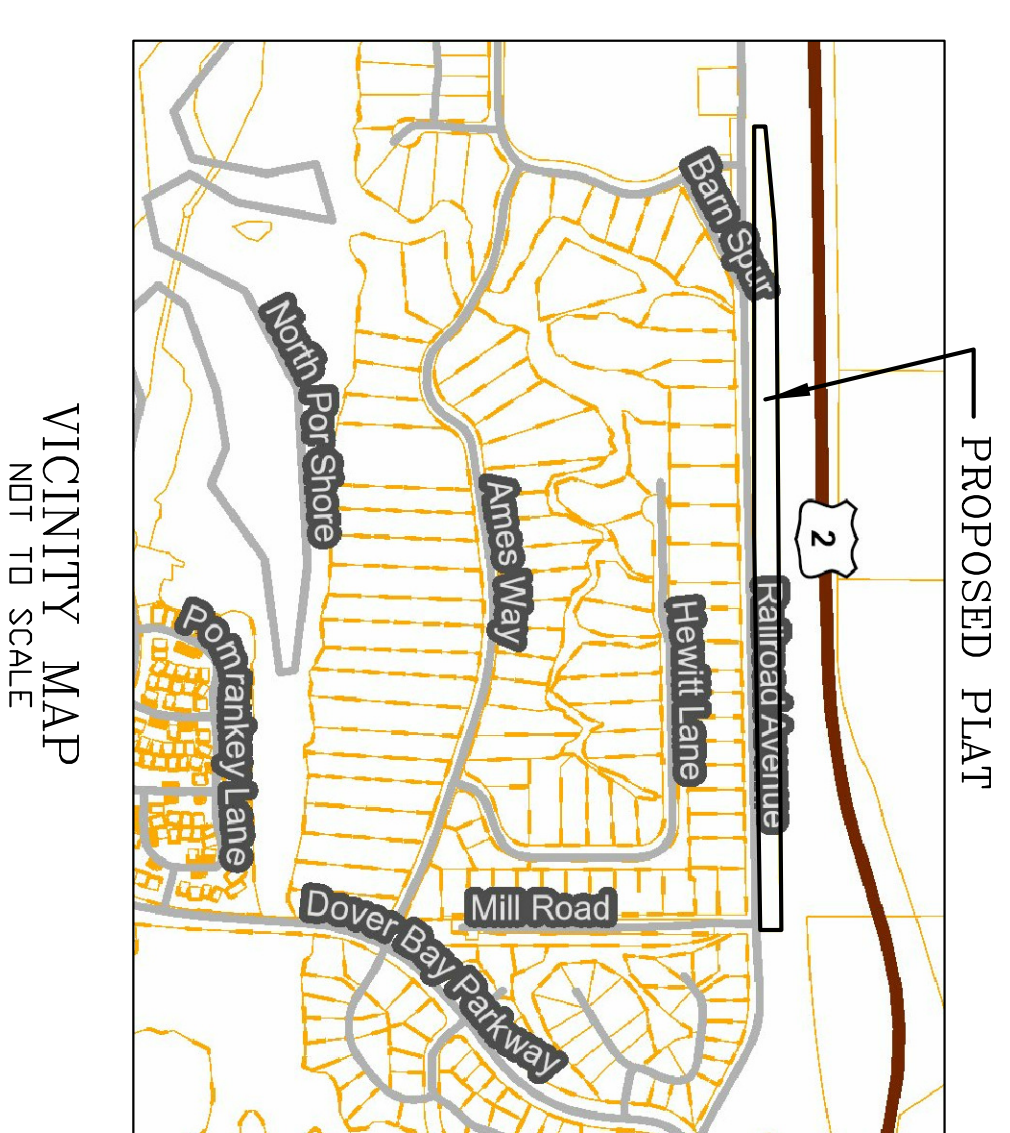 PROPOSED PLAT
2
Railroad Avenue
Barn Spur
Hewitt Lane
Mill Road
Ames Way
Dover Bay Parkway
North Por Shore
Pomrankey Lane
VICINITY MAP
NOT TO SCALE